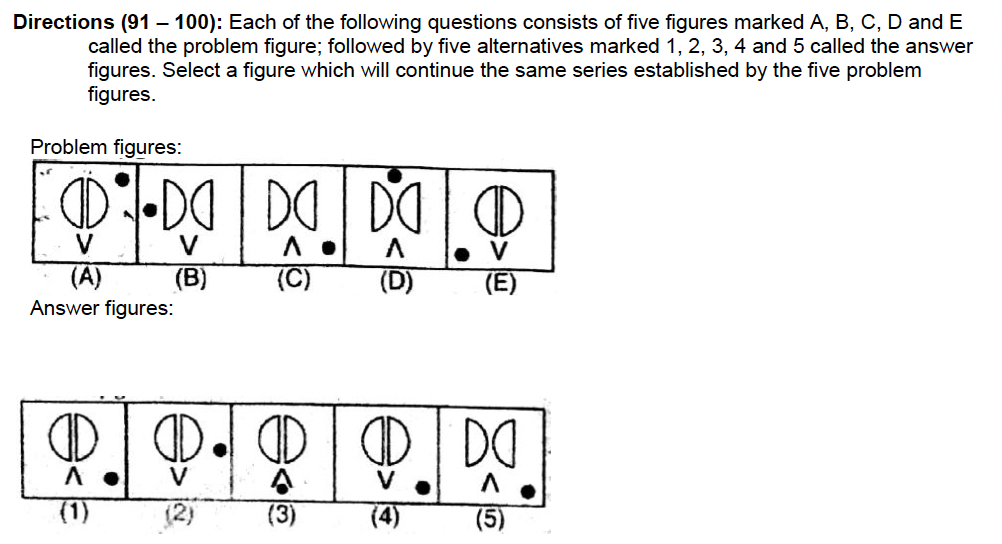 Directions (91 – 100): Each of the following questions consists of five figures marked A, B, C, D and E
called the problem figure; followed by five alternatives marked 1, 2, 3, 4 and 5 called the answer
figures. Select a figure which will continue the same series established by the five problem
figures.
Problem figures:
(A) (B) (C) (D) (E)
Answer figures:
(1) (2) (3) (4) (5)